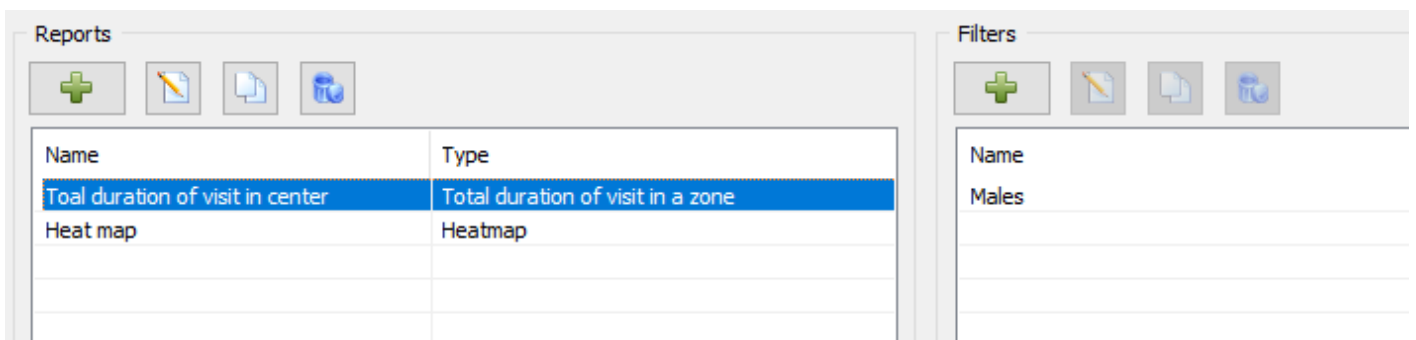 Reports
Filters
Name Type
Name
Toal duration of visit in center Total duration of visit in a zone
Males
Heat map Heatmap